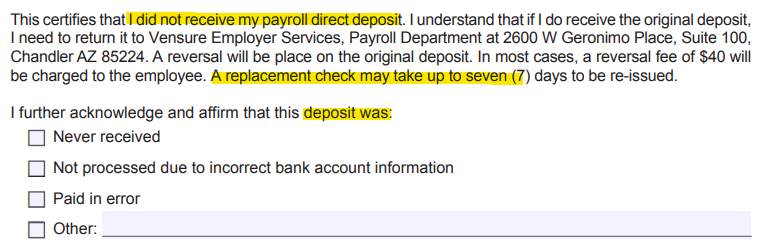 This certifies that I did not receive my payroll direct deposit. I understand that if I do receive the original deposit,
I need to return it to Vensure Employer Services, Payroll Department at 2600 W Geronimo Place, Suite 100,
Chandler AZ 85224. A reversal will be place on the original deposit. In most cases, a reversal fee of $40 will
be charged to the employee. A replacement check may take up to seven (7) days to be re-issued.
I further acknowledge and affirm that this deposit was:
Never received
Not processed due to incorrect bank account information
Paid in error
Other: